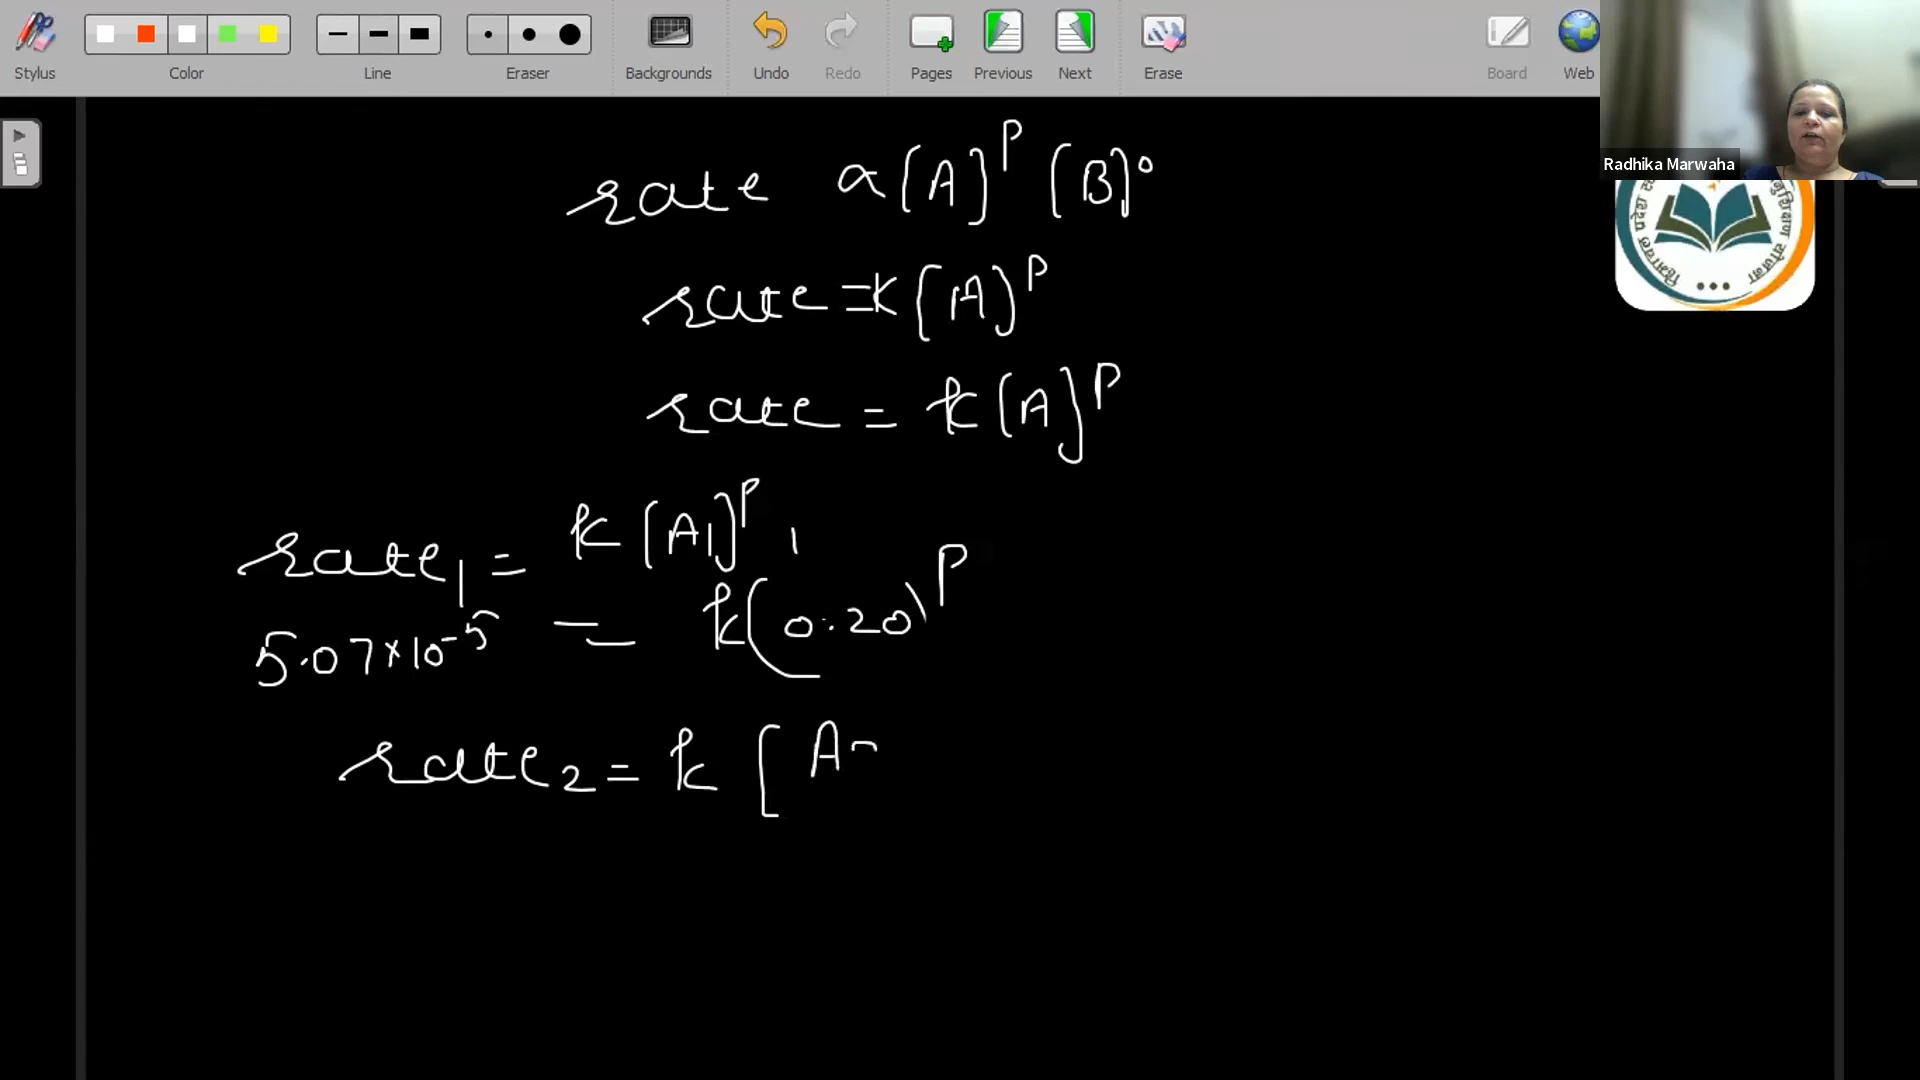 Stylus
Color
Line
Eraser
Backgrounds
Undo
Redo
Pages
Previous
Next
Erase
Board
Web
Radhika Marwaha
rate α [A]^P [B]^0
rate = k [A]^P
rate = k [A]^P
rate₁ = k [A₁]^P ,
5.07×10⁻⁵ = k(0.20)^P
rate₂ = k [A